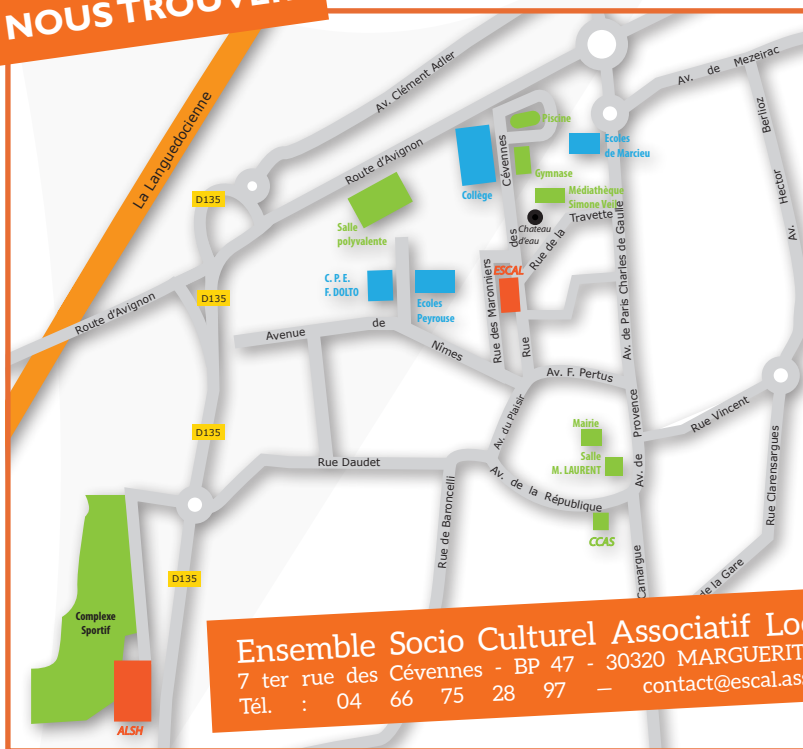 NOUS TROUVER
La Languedocienne
Av. Clément Adler
Route d'Avignon
Av. de Mezeirac
Berlioz
Hector
Av.
Piscine
Ecoles
de Marcieu
Cévennes
des
Rue
Collège
Gymnase
Médiathèque
Simone Veil
Travette
Rue de la
Chateau
d'eau
D135
Salle
polyvalente
ESCAL
C. P. E.
F. DOLTO
Ecoles
Peyrouse
Rue des Maronniers
Av. de Paris Charles de Gaulle
D135
Route d'Avignon
Avenue de Nîmes
Av. F. Pertus
Av. du Plaisir
Mairie
Salle
M. LAURENT
Av. de Provence
Rue Vincent
D135
Rue Daudet
Av. de la République
Rue de Baroncelli
Rue Clarensargues
CCAS
Camargue
de la Gare
D135
Complexe
Sportif
ALSH
Ensemble Socio Culturel Associatif Loc
7 ter rue des Cévennes - BP 47 - 30320 MARGUERIT
Tél. : 04 66 75 28 97 – contact@escal.ass